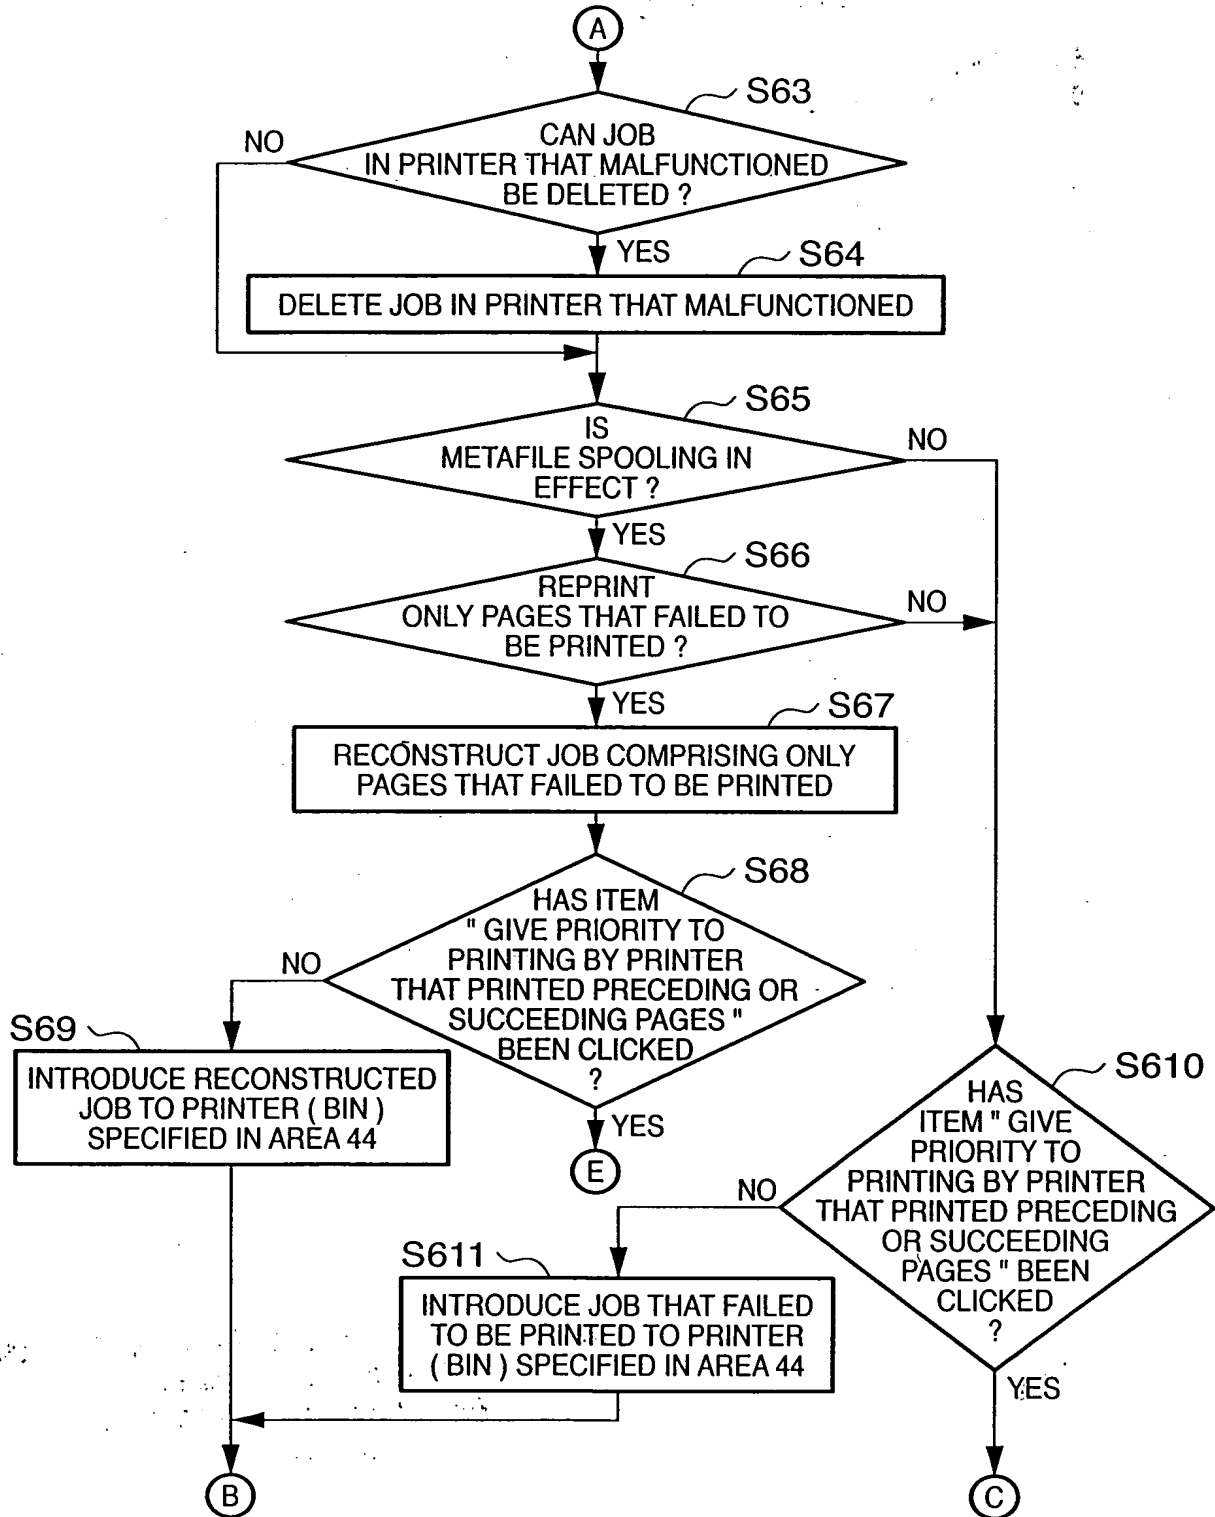 A
S63
NO
CAN JOB
IN PRINTER THAT MALFUNCTIONED
BE DELETED ?
YES
S64
DELETE JOB IN PRINTER THAT MALFUNCTIONED
S65
IS
METAFILE SPOOLING IN
EFFECT ?
NO
YES
S66
REPRINT
ONLY PAGES THAT FAILED TO
BE PRINTED ?
NO
YES
S67
RECONSTRUCT JOB COMPRISING ONLY
PAGES THAT FAILED TO BE PRINTED
S68
HAS ITEM
" GIVE PRIORITY TO
PRINTING BY PRINTER
THAT PRINTED PRECEDING OR
SUCCEEDING PAGES "
BEEN CLICKED
?
NO
YES
E
S69
INTRODUCE RECONSTRUCTED
JOB TO PRINTER ( BIN )
SPECIFIED IN AREA 44
S610
HAS
ITEM " GIVE
PRIORITY TO
PRINTING BY PRINTER
THAT PRINTED PRECEDING
OR SUCCEEDING
PAGES " BEEN
CLICKED
?
NO
YES
S611
INTRODUCE JOB THAT FAILED
TO BE PRINTED TO PRINTER
( BIN ) SPECIFIED IN AREA 44
B
C